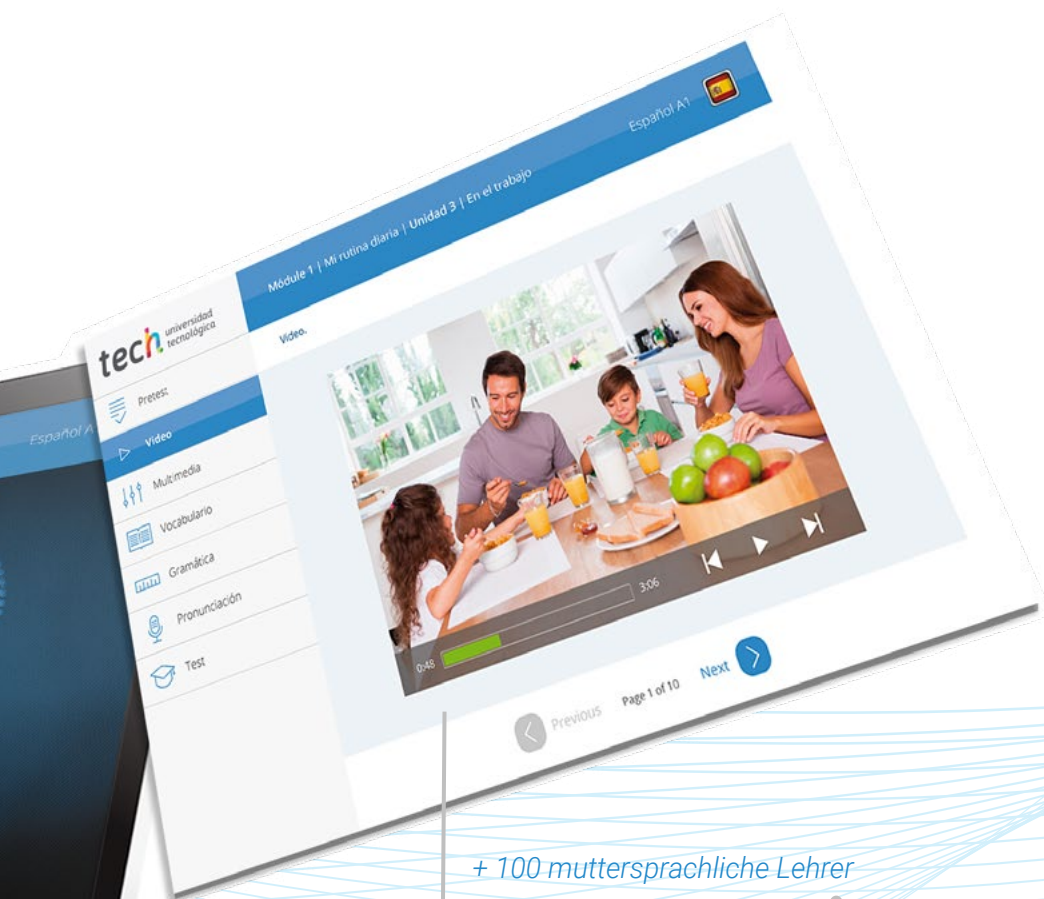 Español A
Español A1
Módule 1 | Mi rutina diaria | Unidad 3 | En el trabajo
tech universidad
tecnológica
Video.
Pretest
Video
Multimedia
Vocabulario
Gramática
Pronunciación
Test
0:48
3:06
Previous
Page 1 of 10
Next
+ 100 muttersprachliche Lehrer